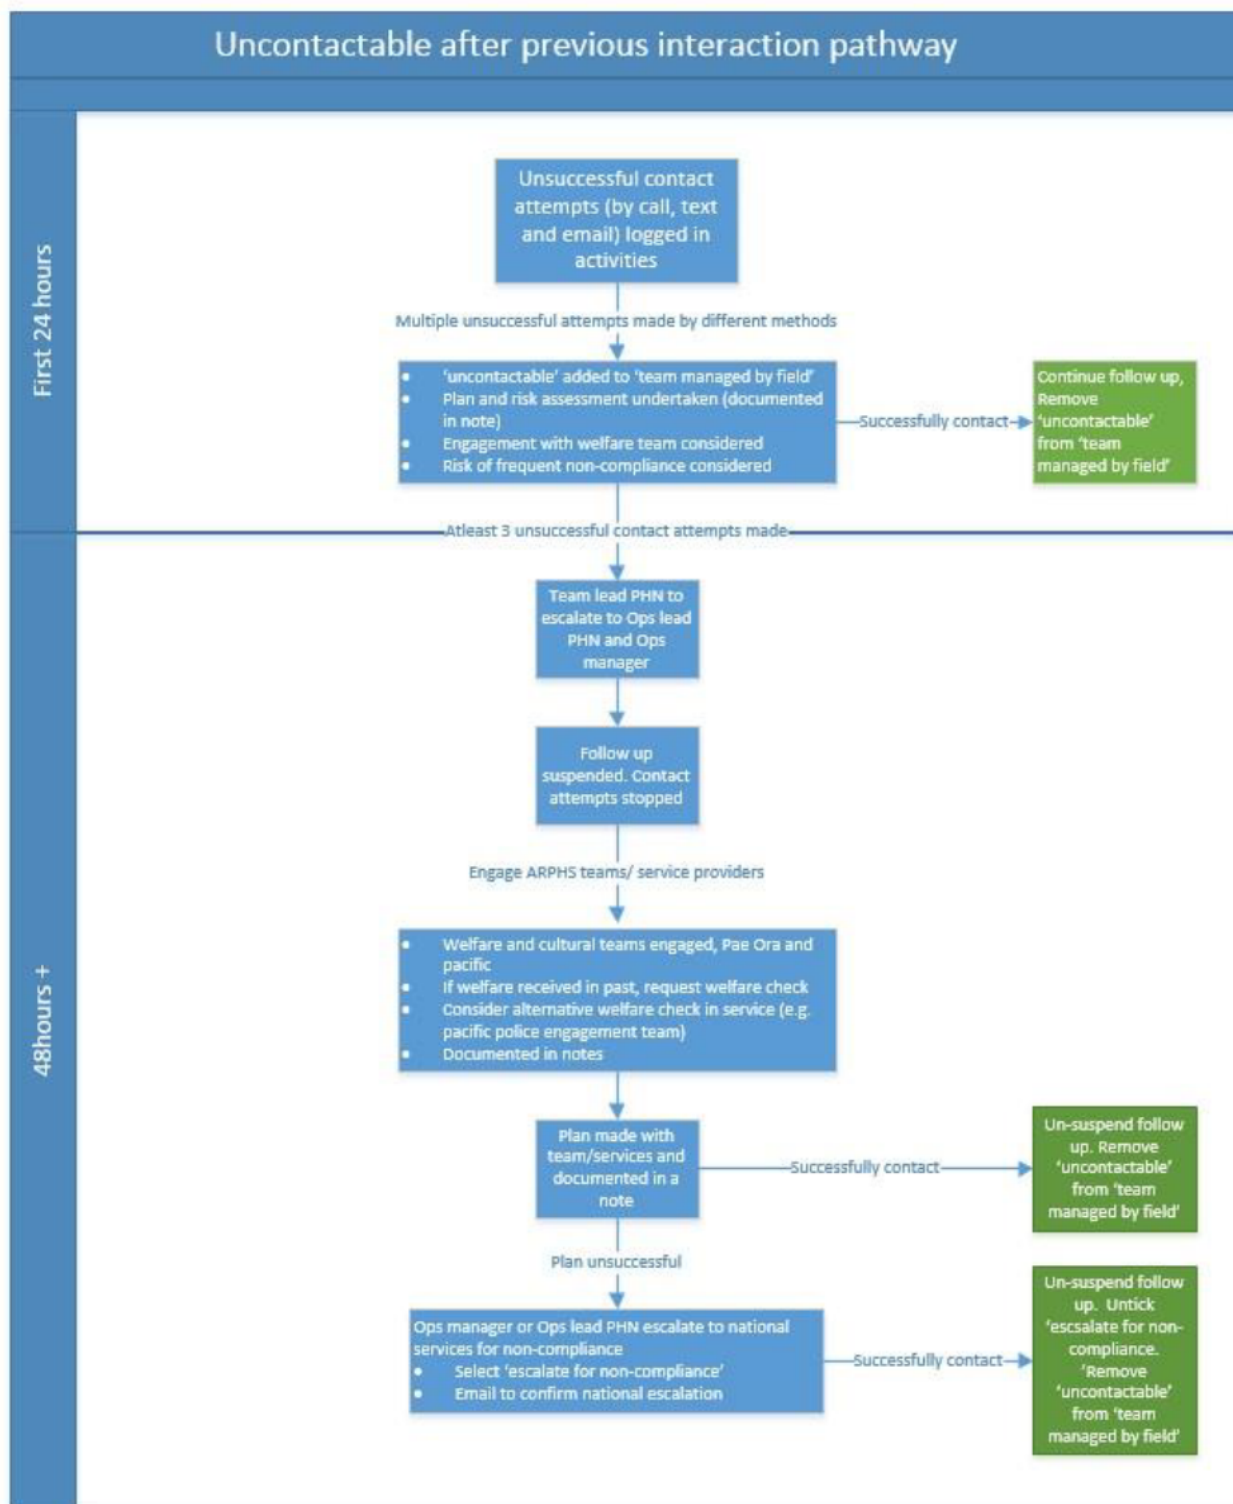 Uncontactable after previous interaction pathway
First 24 hours
Unsuccessful contact
attempts (by call, text
and email) logged in
activities
Multiple unsuccessful attempts made by different methods
• ‘uncontactable’ added to ‘team managed by field’
• Plan and risk assessment undertaken (documented
in note)
• Engagement with welfare team considered
• Risk of frequent non-compliance considered
Successfully contact
Continue follow up,
Remove
‘uncontactable’
from ‘team
managed by field’
Atleast 3 unsuccessful contact attempts made
48hours +
Team lead PHN to
escalate to Ops lead
PHN and Ops
manager
Follow up
suspended. Contact
attempts stopped
Engage ARPHS teams/ service providers
• Welfare and cultural teams engaged, Pae Ora and
pacific
• If welfare received in past, request welfare check
• Consider alternative welfare check in service (e.g.
pacific police engagement team)
• Documented in notes
Plan made with
team/services and
documented in a
note
Successfully contact
Un-suspend follow
up. Remove
‘uncontactable’
from ‘team
managed by field’
Plan unsuccessful
Ops manager or Ops lead PHN escalate to national
services for non-compliance
• Select ‘escalate for non-compliance’
• Email to confirm national escalation
Successfully contact
Un-suspend follow
up. Untick
‘escsalate for non-
compliance.
‘Remove
‘uncontactable’
from ‘team
managed by field’